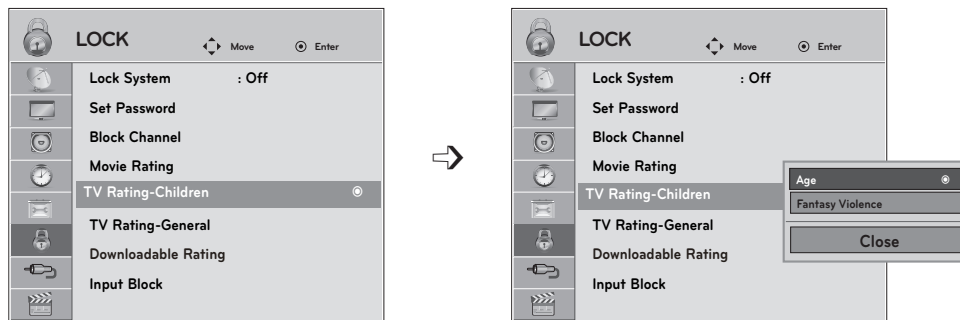 LOCK
Move
Enter
Lock System : Off
Set Password
Block Channel
Movie Rating
TV Rating-Children
TV Rating-General
Downloadable Rating
Input Block
LOCK
Move
Enter
Lock System : Off
Set Password
Block Channel
Movie Rating
TV Rating-Children
TV Rating-General
Downloadable Rating
Input Block
Age
Fantasy Violence
Close